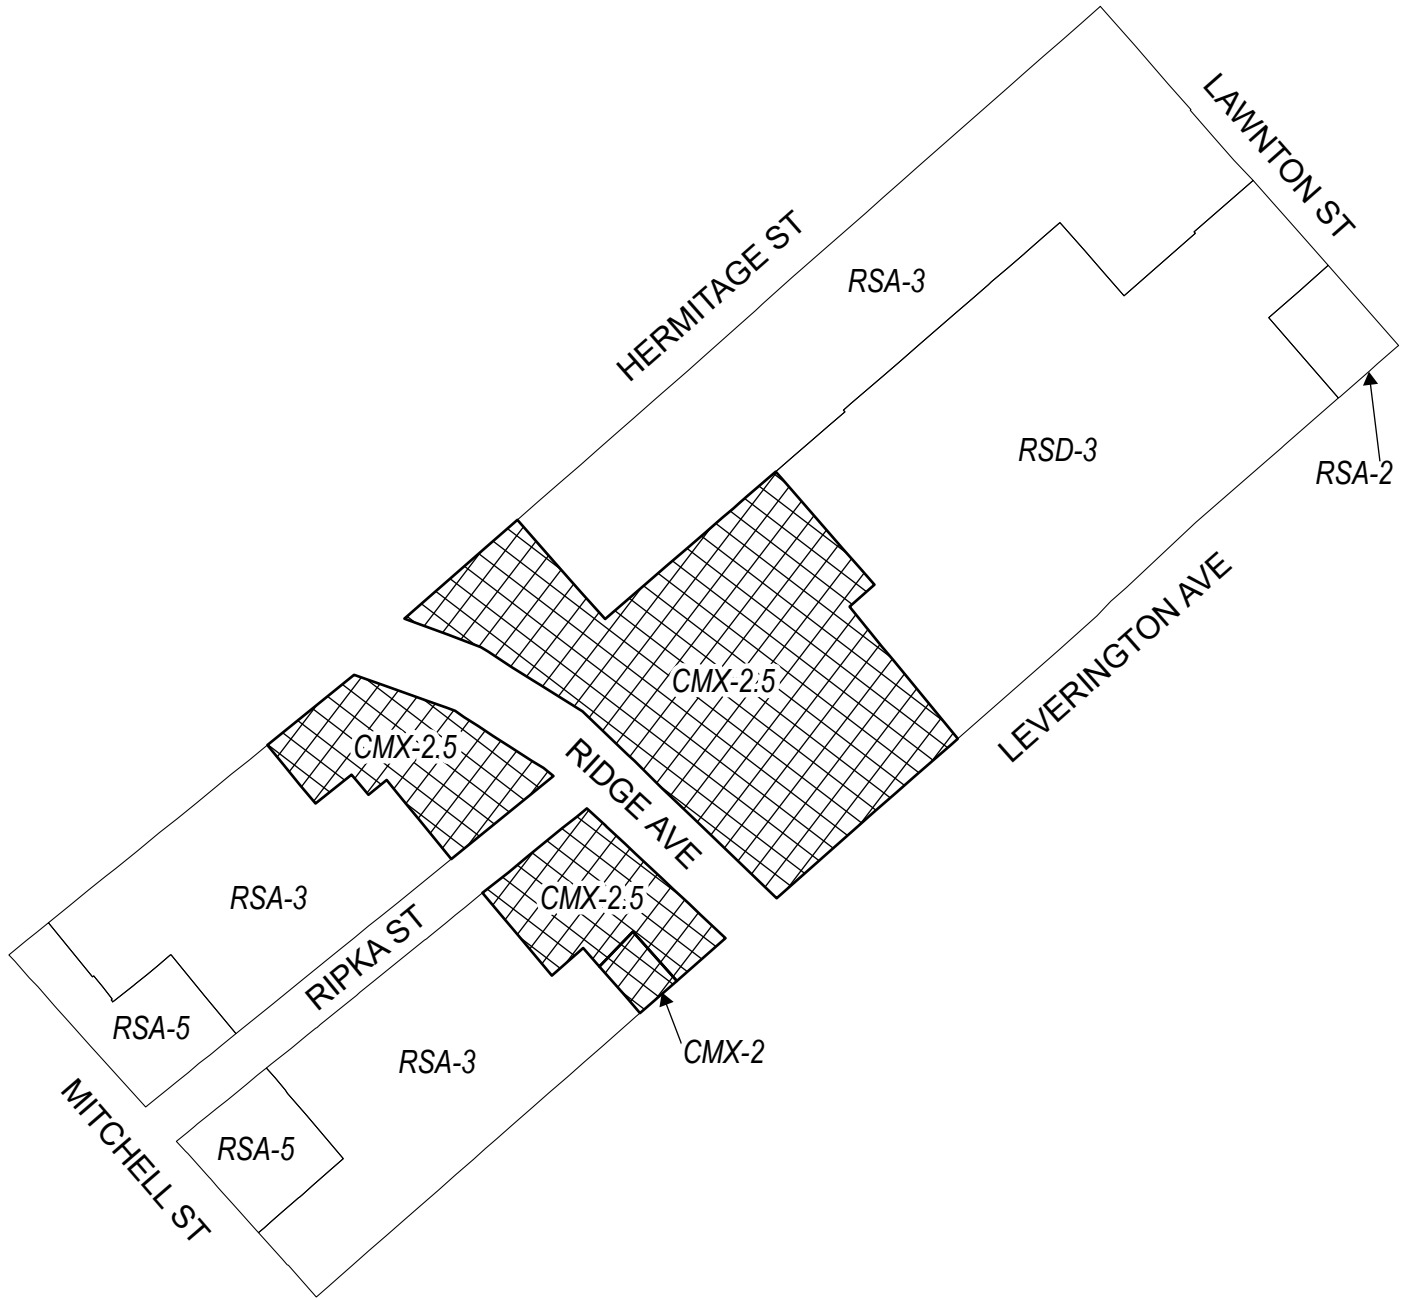 LAWNTON ST
HERMITAGE ST
RSA-3
RSD-3
RSA-2
LEVERINGTON AVE
CMX-2.5
CMX-2.5
RIDGE AVE
CMX-2.5
RSA-3
RIPKA ST
RSA-5
CMX-2
RSA-3
MITCHELL ST
RSA-5